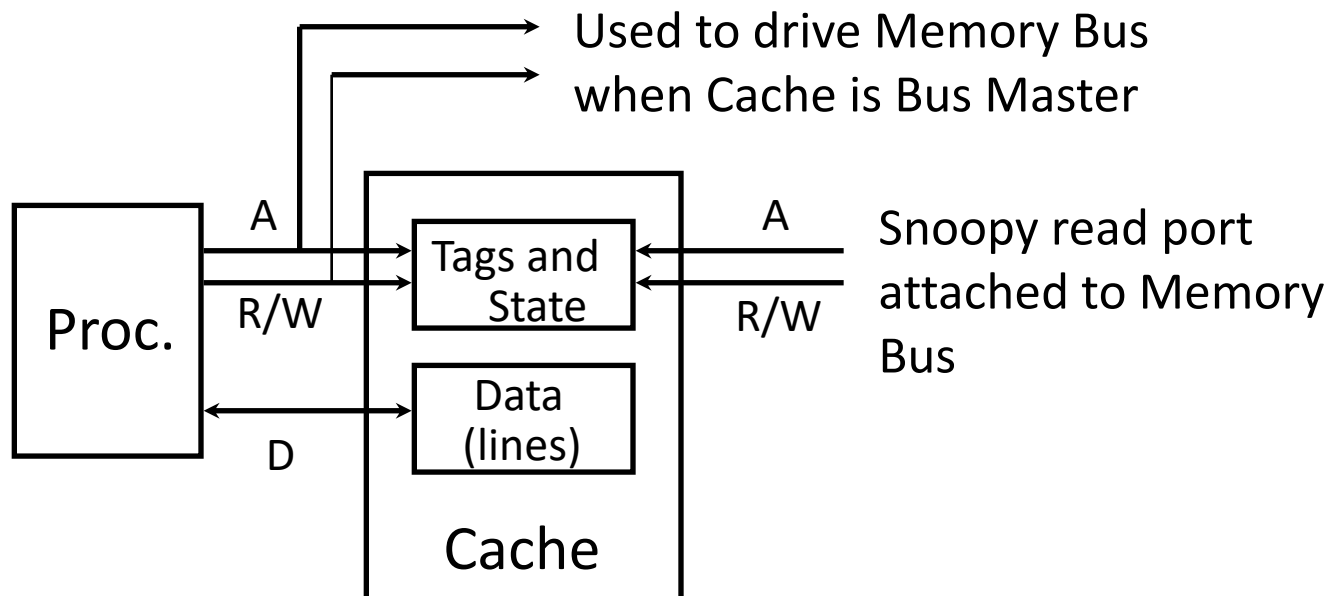 Used to drive Memory Bus
when Cache is Bus Master
A
A
Snoopy read port
attached to Memory
Bus
Tags and
State
R/W
R/W
Proc.
Data
(lines)
D
Cache